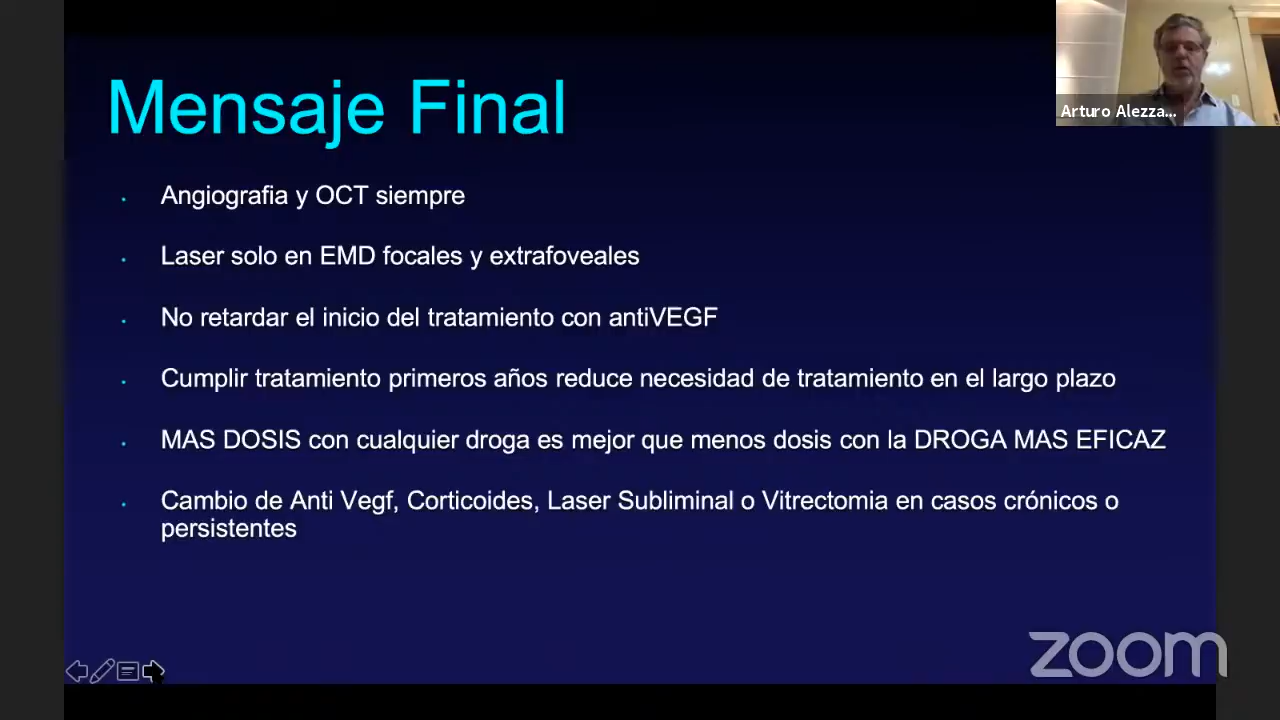 Mensaje Final
Arturo Alezza...
Angiografia y OCT siempre
Laser solo en EMD focales y extrafoveales
No retardar el inicio del tratamiento con antiVEGF
Cumplir tratamiento primeros años reduce necesidad de tratamiento en el largo plazo
MAS DOSIS con cualquier droga es mejor que menos dosis con la DROGA MAS EFICAZ
Cambio de Anti Vegf, Corticoides, Laser Subliminal o Vitrectomia en casos crónicos o
persistentes
zoom